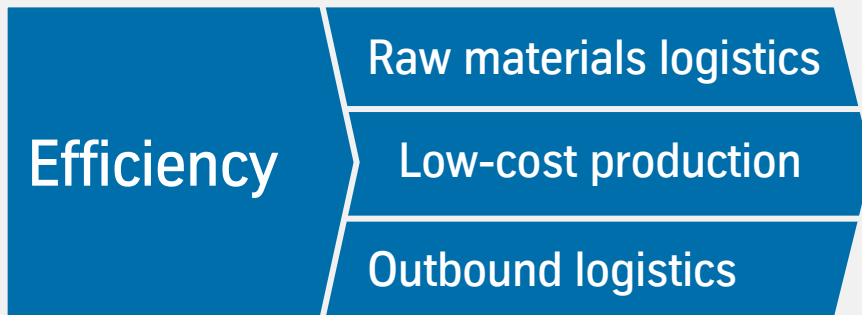 Efficiency
Raw materials logistics
Low-cost production
Outbound logistics